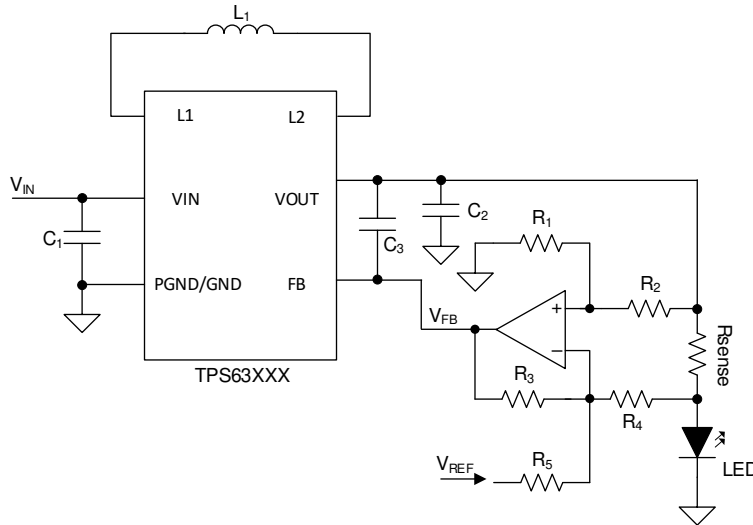 L1
L1
L2
VIN
VIN
VOUT
C1
C3
C2
R1
PGND/GND
FB
R2
+
VFB
−
Rsense
TPS63XXX
R3
R4
LED
VREF
R5